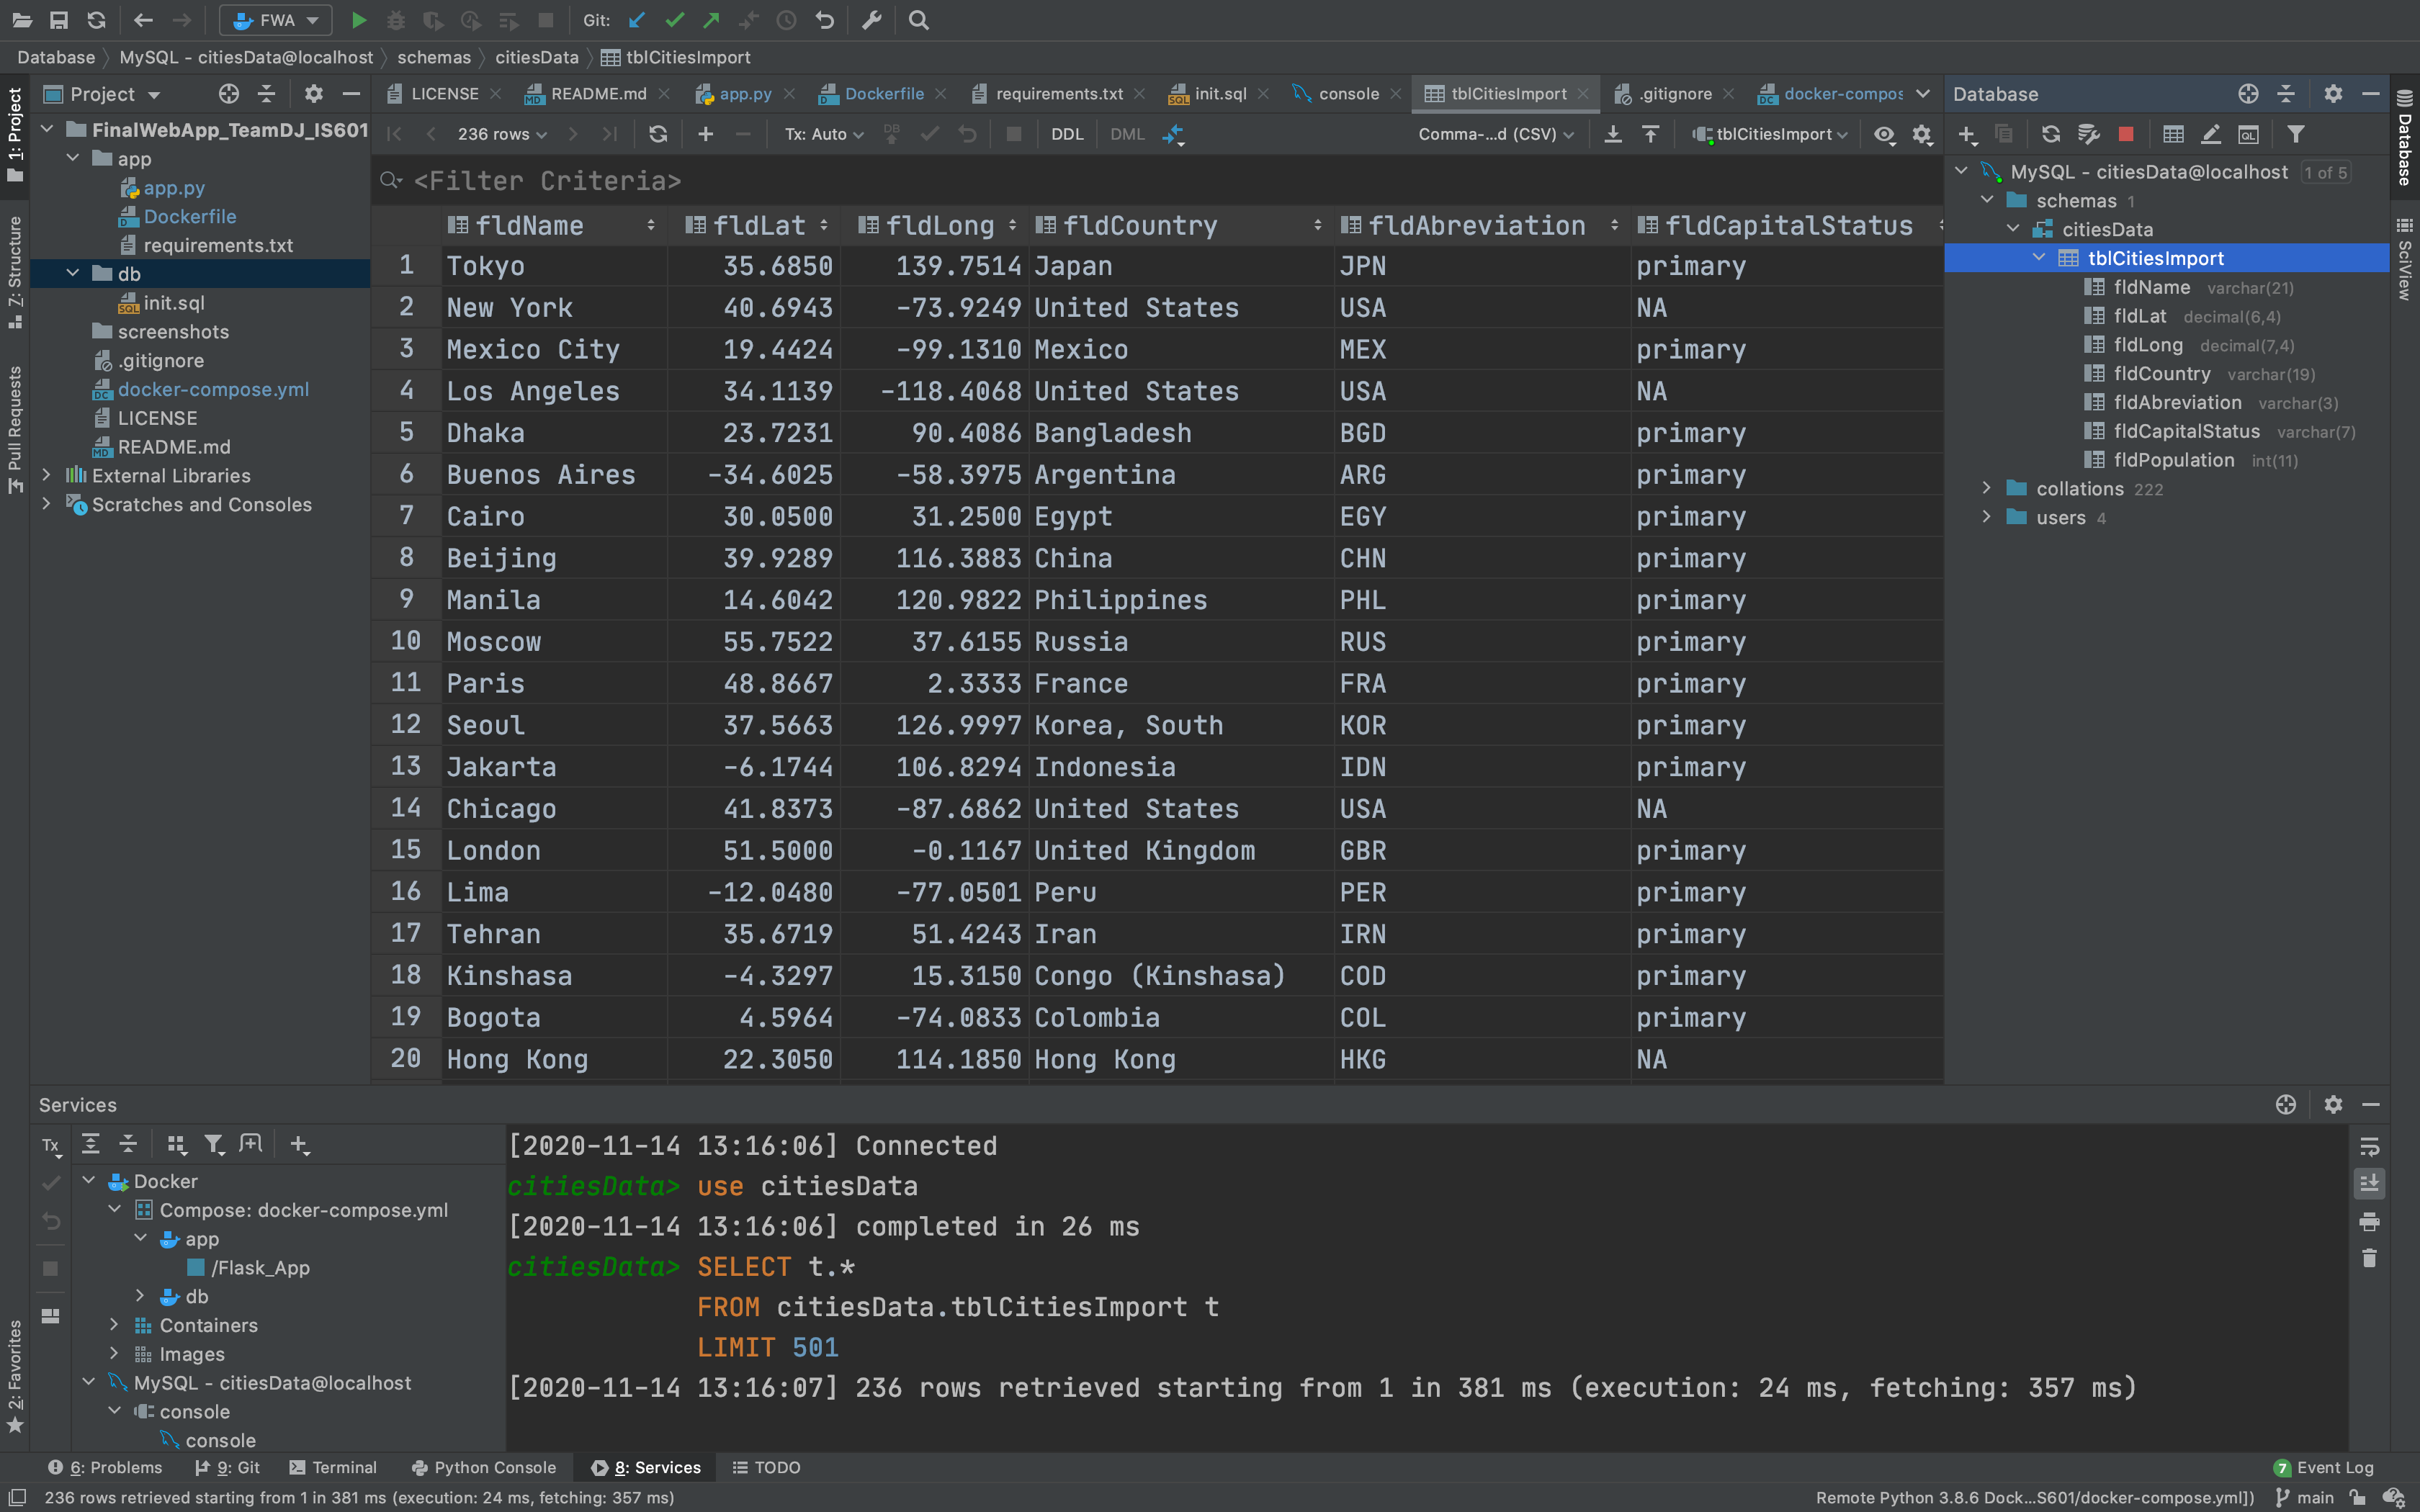 FWA
Git:
Database
MySQL - citiesData@localhost
schemas
citiesData
tblCitiesImport
1: Project
7: Structure
Pull Requests
2: Favorites
Project
FinalWebApp_TeamDJ_IS601
app
app.py
Dockerfile
requirements.txt
db
init.sql
screenshots
.gitignore
docker-compose.yml
LICENSE
README.md
External Libraries
Scratches and Consoles
LICENSE
README.md
app.py
Dockerfile
requirements.txt
init.sql
console
tblCitiesImport
.gitignore
docker-compos
236 rows
Tx: Auto
DB
DDL
DML
Comma-...d (CSV)
tblCitiesImport
<Filter Criteria>
fldName fldLat fldLong fldCountry fldAbreviation fldCapitalStatus
1 Tokyo 35.6850 139.7514 Japan JPN primary
2 New York 40.6943 -73.9249 United States USA NA
3 Mexico City 19.4424 -99.1310 Mexico MEX primary
4 Los Angeles 34.1139 -118.4068 United States USA NA
5 Dhaka 23.7231 90.4086 Bangladesh BGD primary
6 Buenos Aires -34.6025 -58.3975 Argentina ARG primary
7 Cairo 30.0500 31.2500 Egypt EGY primary
8 Beijing 39.9289 116.3883 China CHN primary
9 Manila 14.6042 120.9822 Philippines PHL primary
10 Moscow 55.7522 37.6155 Russia RUS primary
11 Paris 48.8667 2.3333 France FRA primary
12 Seoul 37.5663 126.9997 Korea, South KOR primary
13 Jakarta -6.1744 106.8294 Indonesia IDN primary
14 Chicago 41.8373 -87.6862 United States USA NA
15 London 51.5000 -0.1167 United Kingdom GBR primary
16 Lima -12.0480 -77.0501 Peru PER primary
17 Tehran 35.6719 51.4243 Iran IRN primary
18 Kinshasa -4.3297 15.3150 Congo (Kinshasa) COD primary
19 Bogota 4.5964 -74.0833 Colombia COL primary
20 Hong Kong 22.3050 114.1850 Hong Kong HKG NA
Database
QL
MySQL - citiesData@localhost 1 of 5
schemas 1
citiesData
tblCitiesImport
fldName varchar(21)
fldLat decimal(6,4)
fldLong decimal(7,4)
fldCountry varchar(19)
fldAbreviation varchar(3)
fldCapitalStatus varchar(7)
fldPopulation int(11)
collations 222
users 4
Database
SciView
Services
Tx
Docker
Compose: docker-compose.yml
app
/Flask_App
db
Containers
Images
MySQL - citiesData@localhost
console
console
[2020-11-14 13:16:06] Connected
citiesData> use citiesData
[2020-11-14 13:16:06] completed in 26 ms
citiesData> SELECT t.*
FROM citiesData.tblCitiesImport t
LIMIT 501
[2020-11-14 13:16:07] 236 rows retrieved starting from 1 in 381 ms (execution: 24 ms, fetching: 357 ms)
6: Problems
9: Git
Terminal
Python Console
8: Services
TODO
7 Event Log
236 rows retrieved starting from 1 in 381 ms (execution: 24 ms, fetching: 357 ms)
Remote Python 3.8.6 Dock...S601/docker-compose.yml])
main